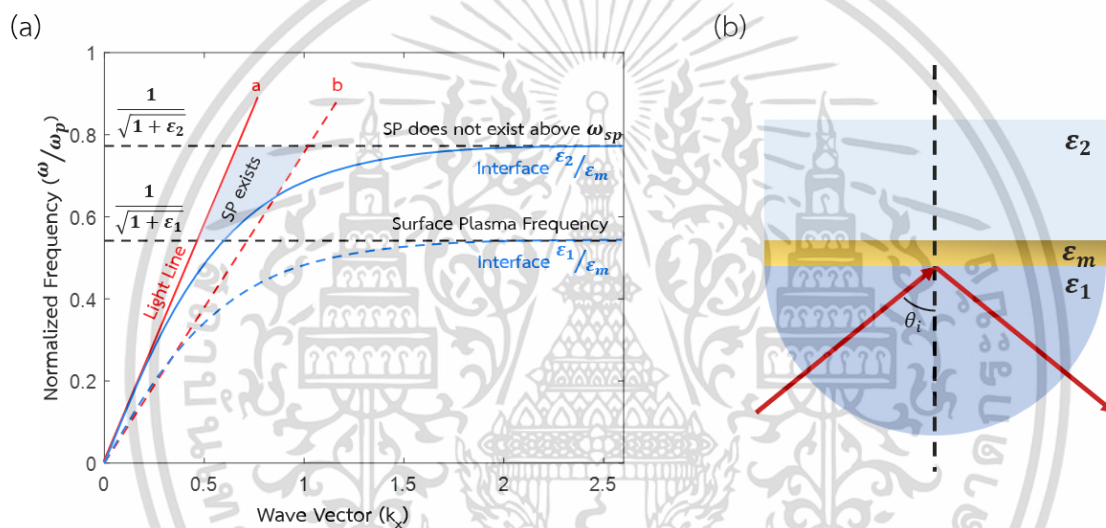 (a)
(b)
1
0.8
0.6
0.4
0.2
0
0
0.5
1
1.5
2
2.5
Normalized Frequency (ω/ωp)
Wave Vector (kx)
1/√(1 + ε2)
1/√(1 + ε1)
a
b
Light Line
SP exists
SP does not exist above ωsp
Interface ε2/εm
Surface Plasma Frequency
Interface ε1/εm
ε2
εm
ε1
θi